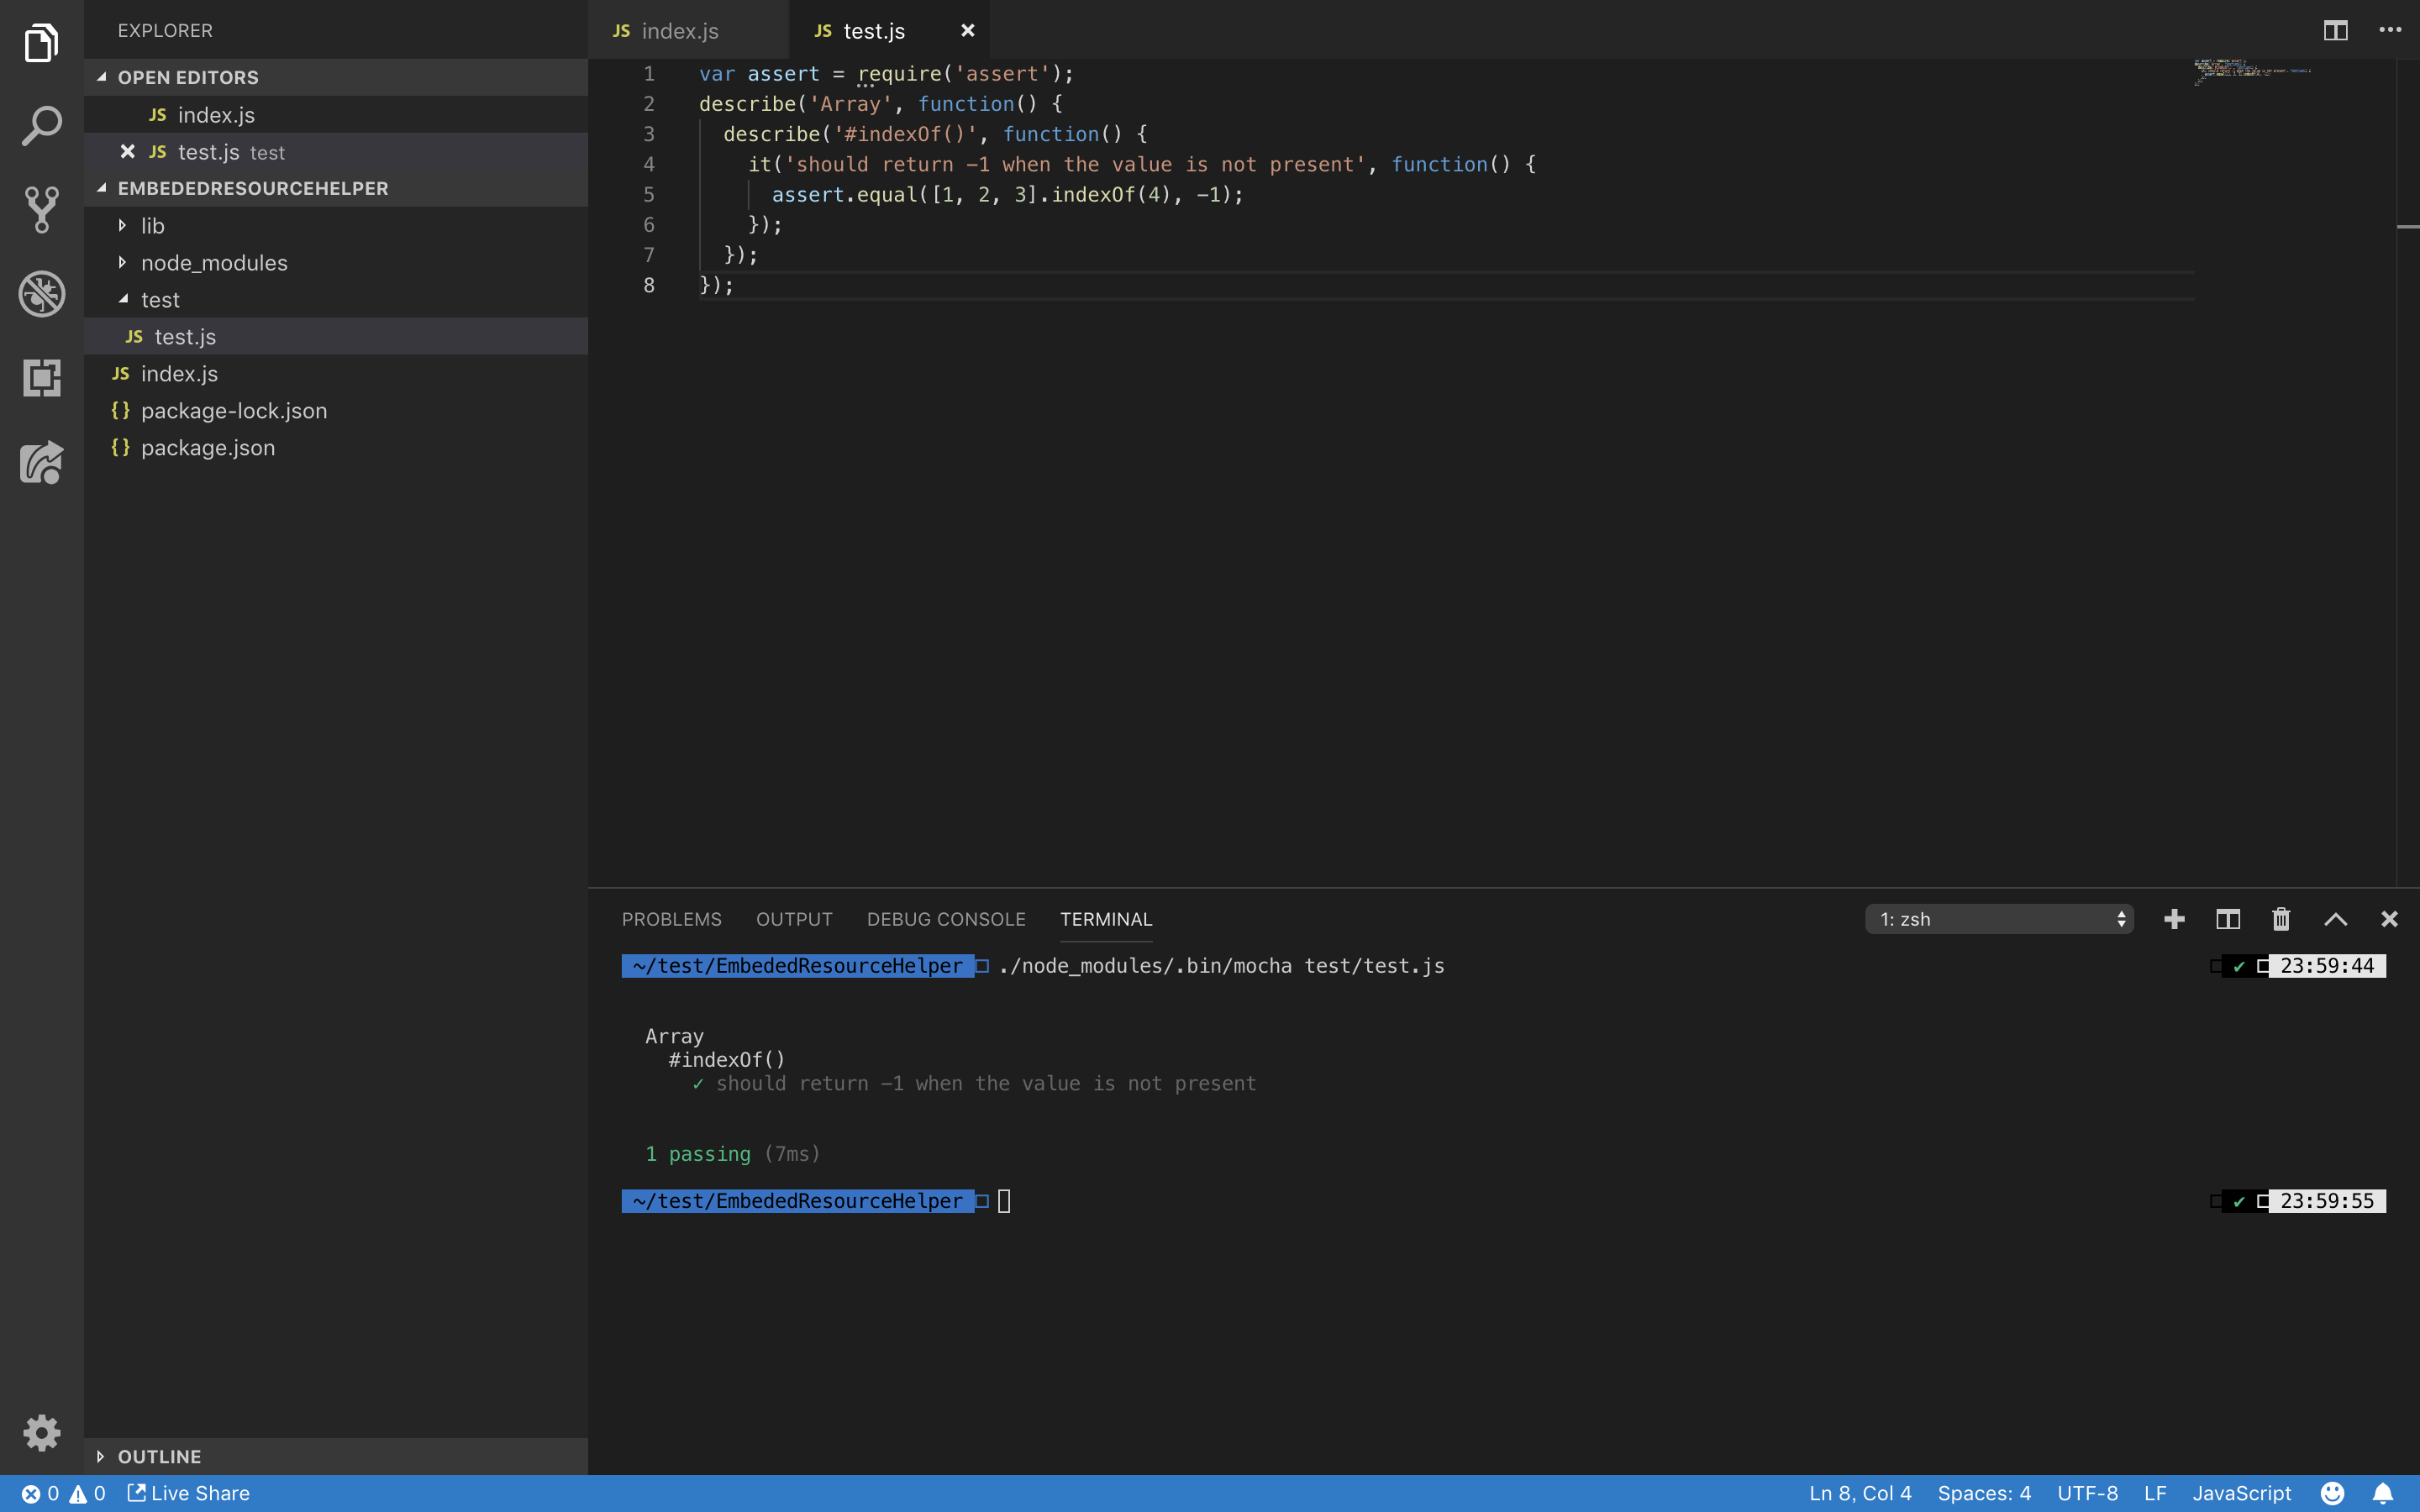 EXPLORER
OPEN EDITORS
JS index.js
JS test.js test
EMBEDEDRESOURCEHELPER
lib
node_modules
test
JS test.js
JS index.js
{} package-lock.json
{} package.json
OUTLINE
JS index.js
JS test.js
1 var assert = require('assert');
2 describe('Array', function() {
3   describe('#indexOf()', function() {
4     it('should return -1 when the value is not present', function() {
5       assert.equal([1, 2, 3].indexOf(4), -1);
6     });
7   });
8 });
PROBLEMS OUTPUT DEBUG CONSOLE TERMINAL 1: zsh
~/test/EmbededResourceHelper ./node_modules/.bin/mocha test/test.js ✔ 23:59:44
Array
#indexOf()
✓ should return -1 when the value is not present
1 passing (7ms)
~/test/EmbededResourceHelper ✔ 23:59:55
0 0 Live Share Ln 8, Col 4 Spaces: 4 UTF-8 LF JavaScript